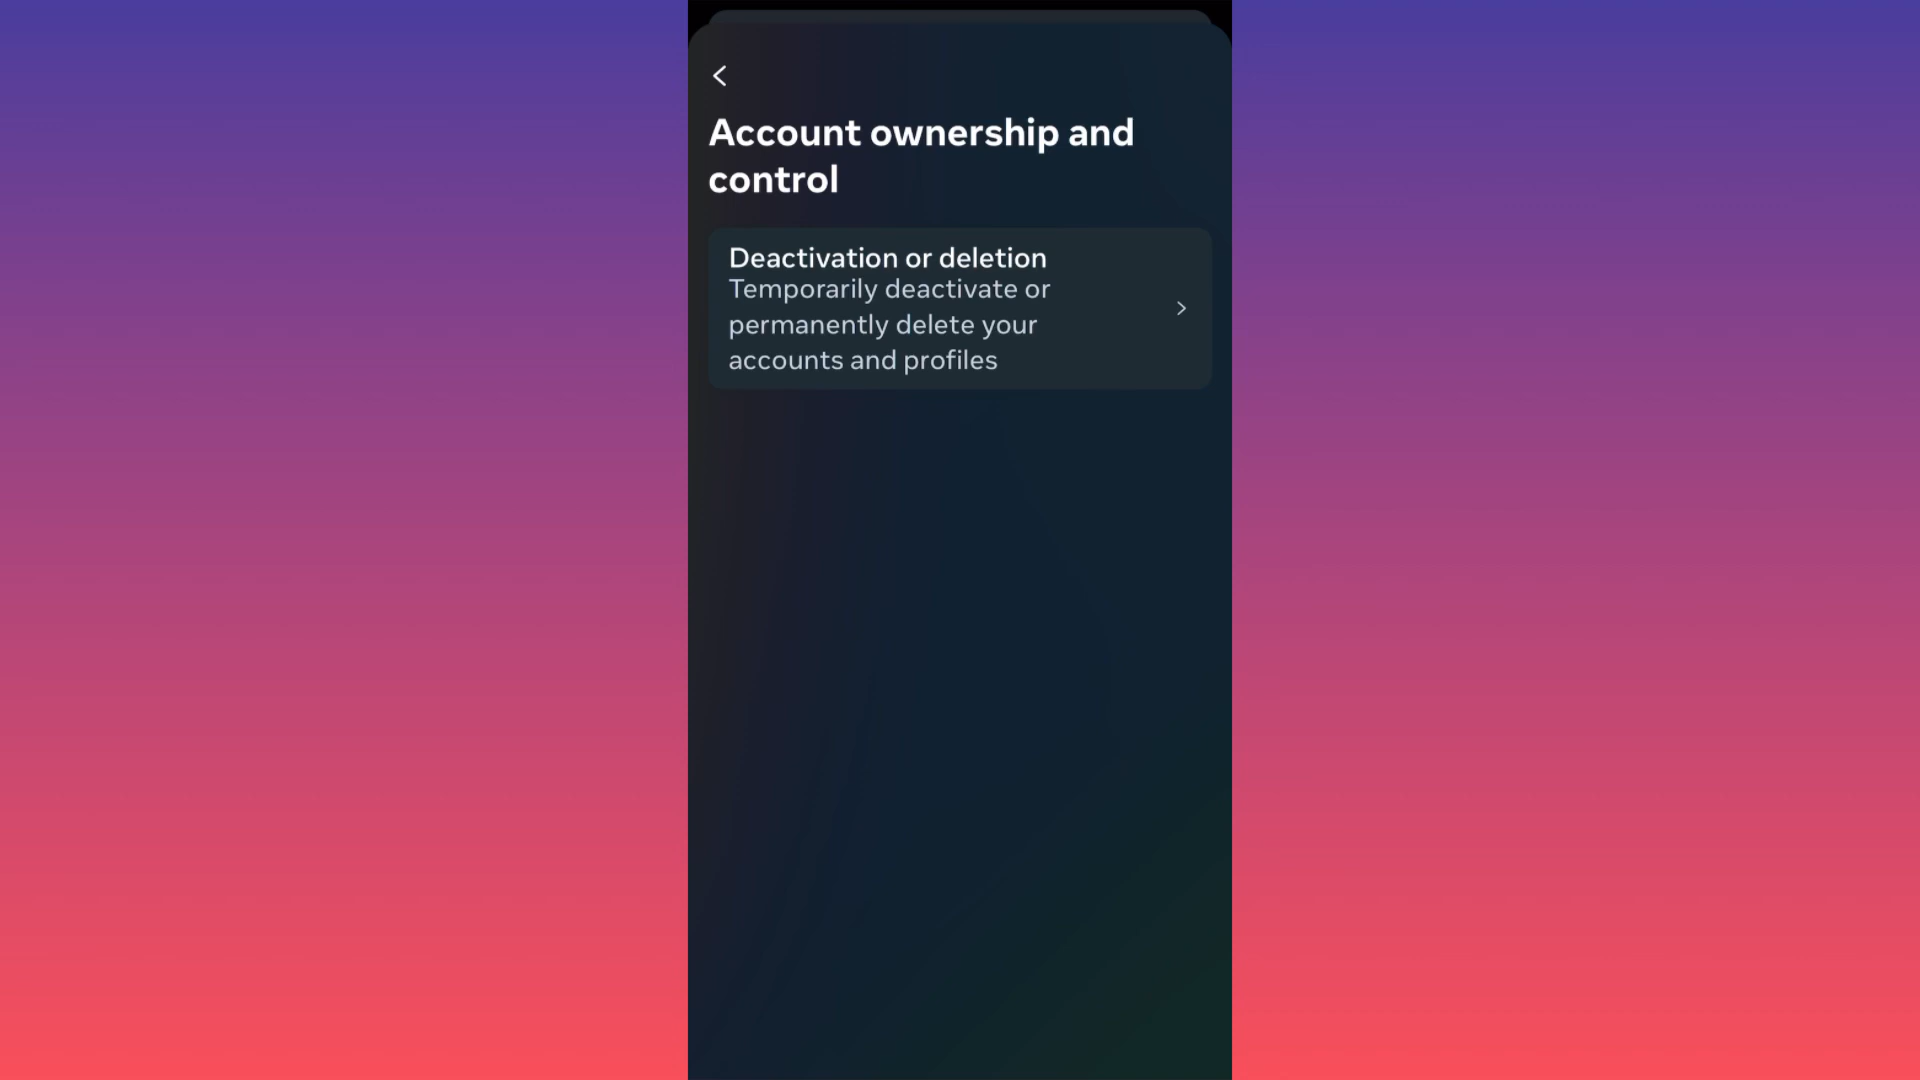 Account ownership and
control
Deactivation or deletion
Temporarily deactivate or
permanently delete your
accounts and profiles